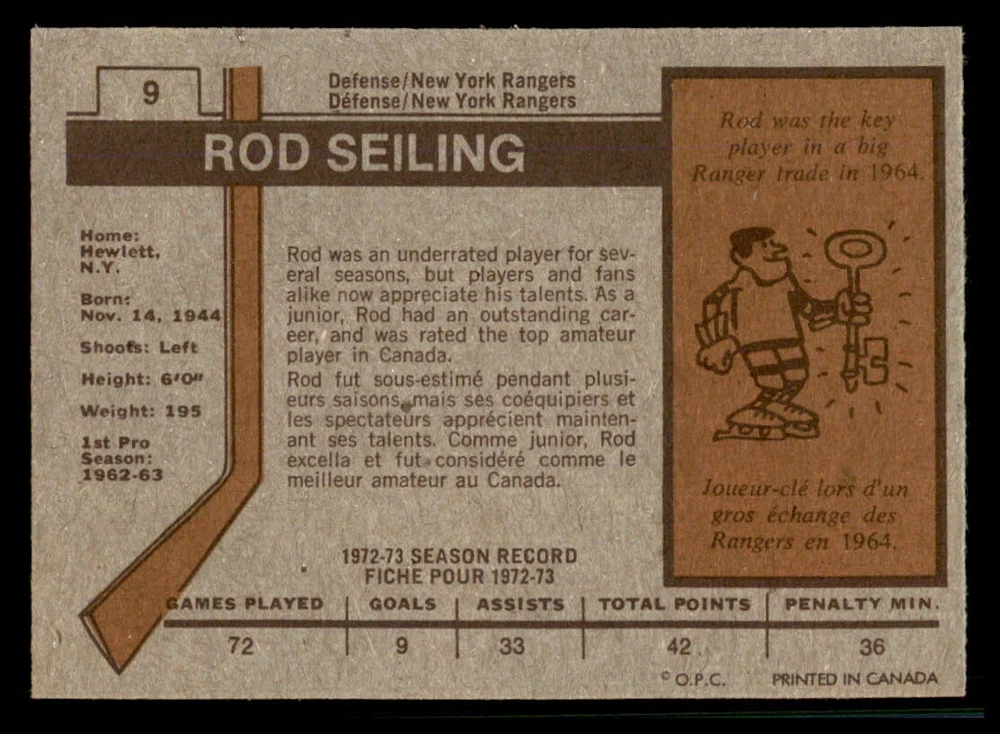 9
Defense/New York Rangers
Défense/New York Rangers
ROD SEILING
Home:
Hewlett,
N.Y.
Born:
Nov. 14, 1944
Shoots: Left
Height: 6'0"
Weight: 195
1st Pro
Season:
1962-63
Rod was an underrated player for sev-
eral seasons, but players and fans
alike now appreciate his talents. As a
junior, Rod had an outstanding car-
eer, and was rated the top amateur
player in Canada.
Rod fut sous-estimé pendant plusi-
eurs saisons, mais ses coéquipiers et
les spectateurs apprécient mainten-
ant ses talents. Comme junior, Rod
excella et fut considéré comme le
meilleur amateur au Canada.
Rod was the key
player in a big
Ranger trade in 1964.
Joueur-clé lors d'un
gros échange des
Rangers en 1964.
1972-73 SEASON RECORD
FICHE POUR 1972-73
GAMES PLAYED GOALS ASSISTS TOTAL POINTS PENALTY MIN.
72 9 33 42 36
© O.P.C. PRINTED IN CANADA